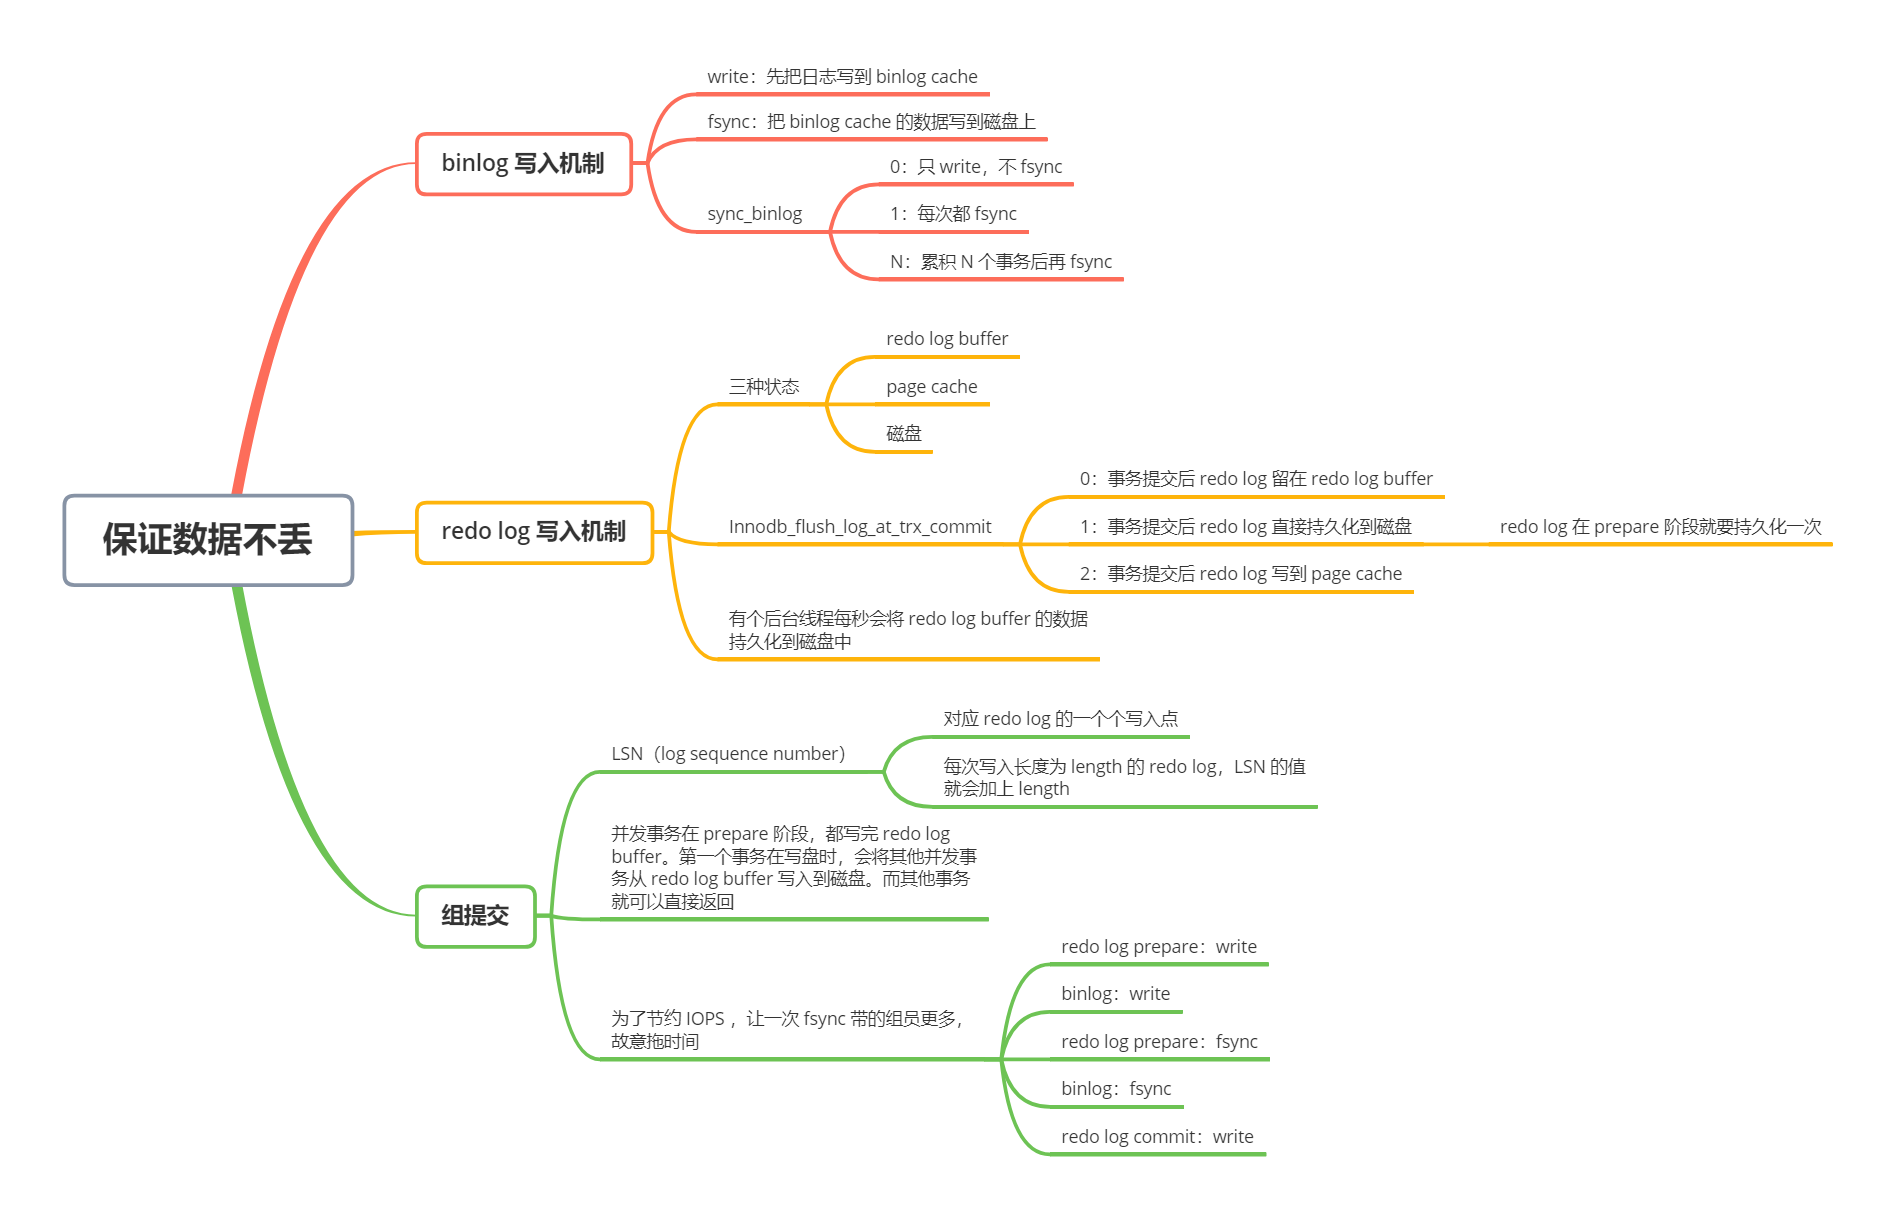 保证数据不丢
binlog 写入机制
write：先把日志写到 binlog cache
fsync：把 binlog cache 的数据写到磁盘上
sync_binlog
0：只 write，不 fsync
1：每次都 fsync
N：累积 N 个事务后再 fsync
redo log 写入机制
三种状态
redo log buffer
page cache
磁盘
Innodb_flush_log_at_trx_commit
0：事务提交后 redo log 留在 redo log buffer
1：事务提交后 redo log 直接持久化到磁盘
redo log 在 prepare 阶段就要持久化一次
2：事务提交后 redo log 写到 page cache
有个后台线程每秒会将 redo log buffer 的数据
持久化到磁盘中
组提交
LSN（log sequence number）
对应 redo log 的一个个写入点
每次写入长度为 length 的 redo log，LSN 的值
就会加上 length
并发事务在 prepare 阶段，都写完 redo log
buffer。第一个事务在写盘时，会将其他并发事
务从 redo log buffer 写入到磁盘。而其他事务
就可以直接返回
为了节约 IOPS ，让一次 fsync 带的组员更多，
故意拖时间
redo log prepare：write
binlog：write
redo log prepare：fsync
binlog：fsync
redo log commit：write